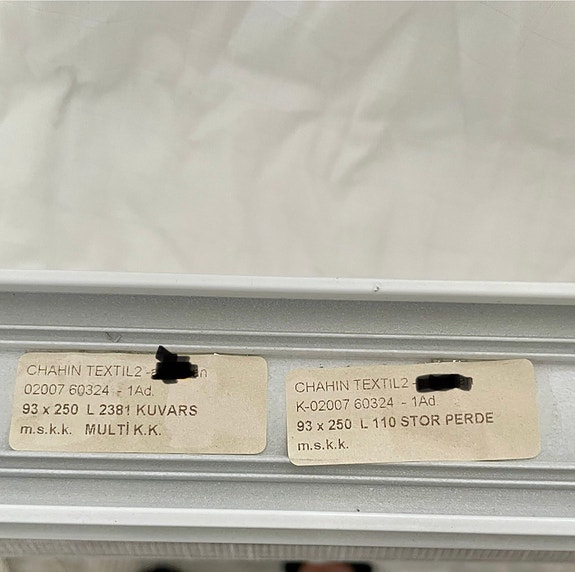 CHAHIN TEXTIL2 -
02007 60324 - 1Ad.
93 x 250 L 2381 KUVARS
m.s.k.k. MULTİ K.K.
CHAHIN TEXTIL2 -
K-02007 60324 - 1Ad
93 x 250 L 110 STOR PERDE
m.s.k.k.